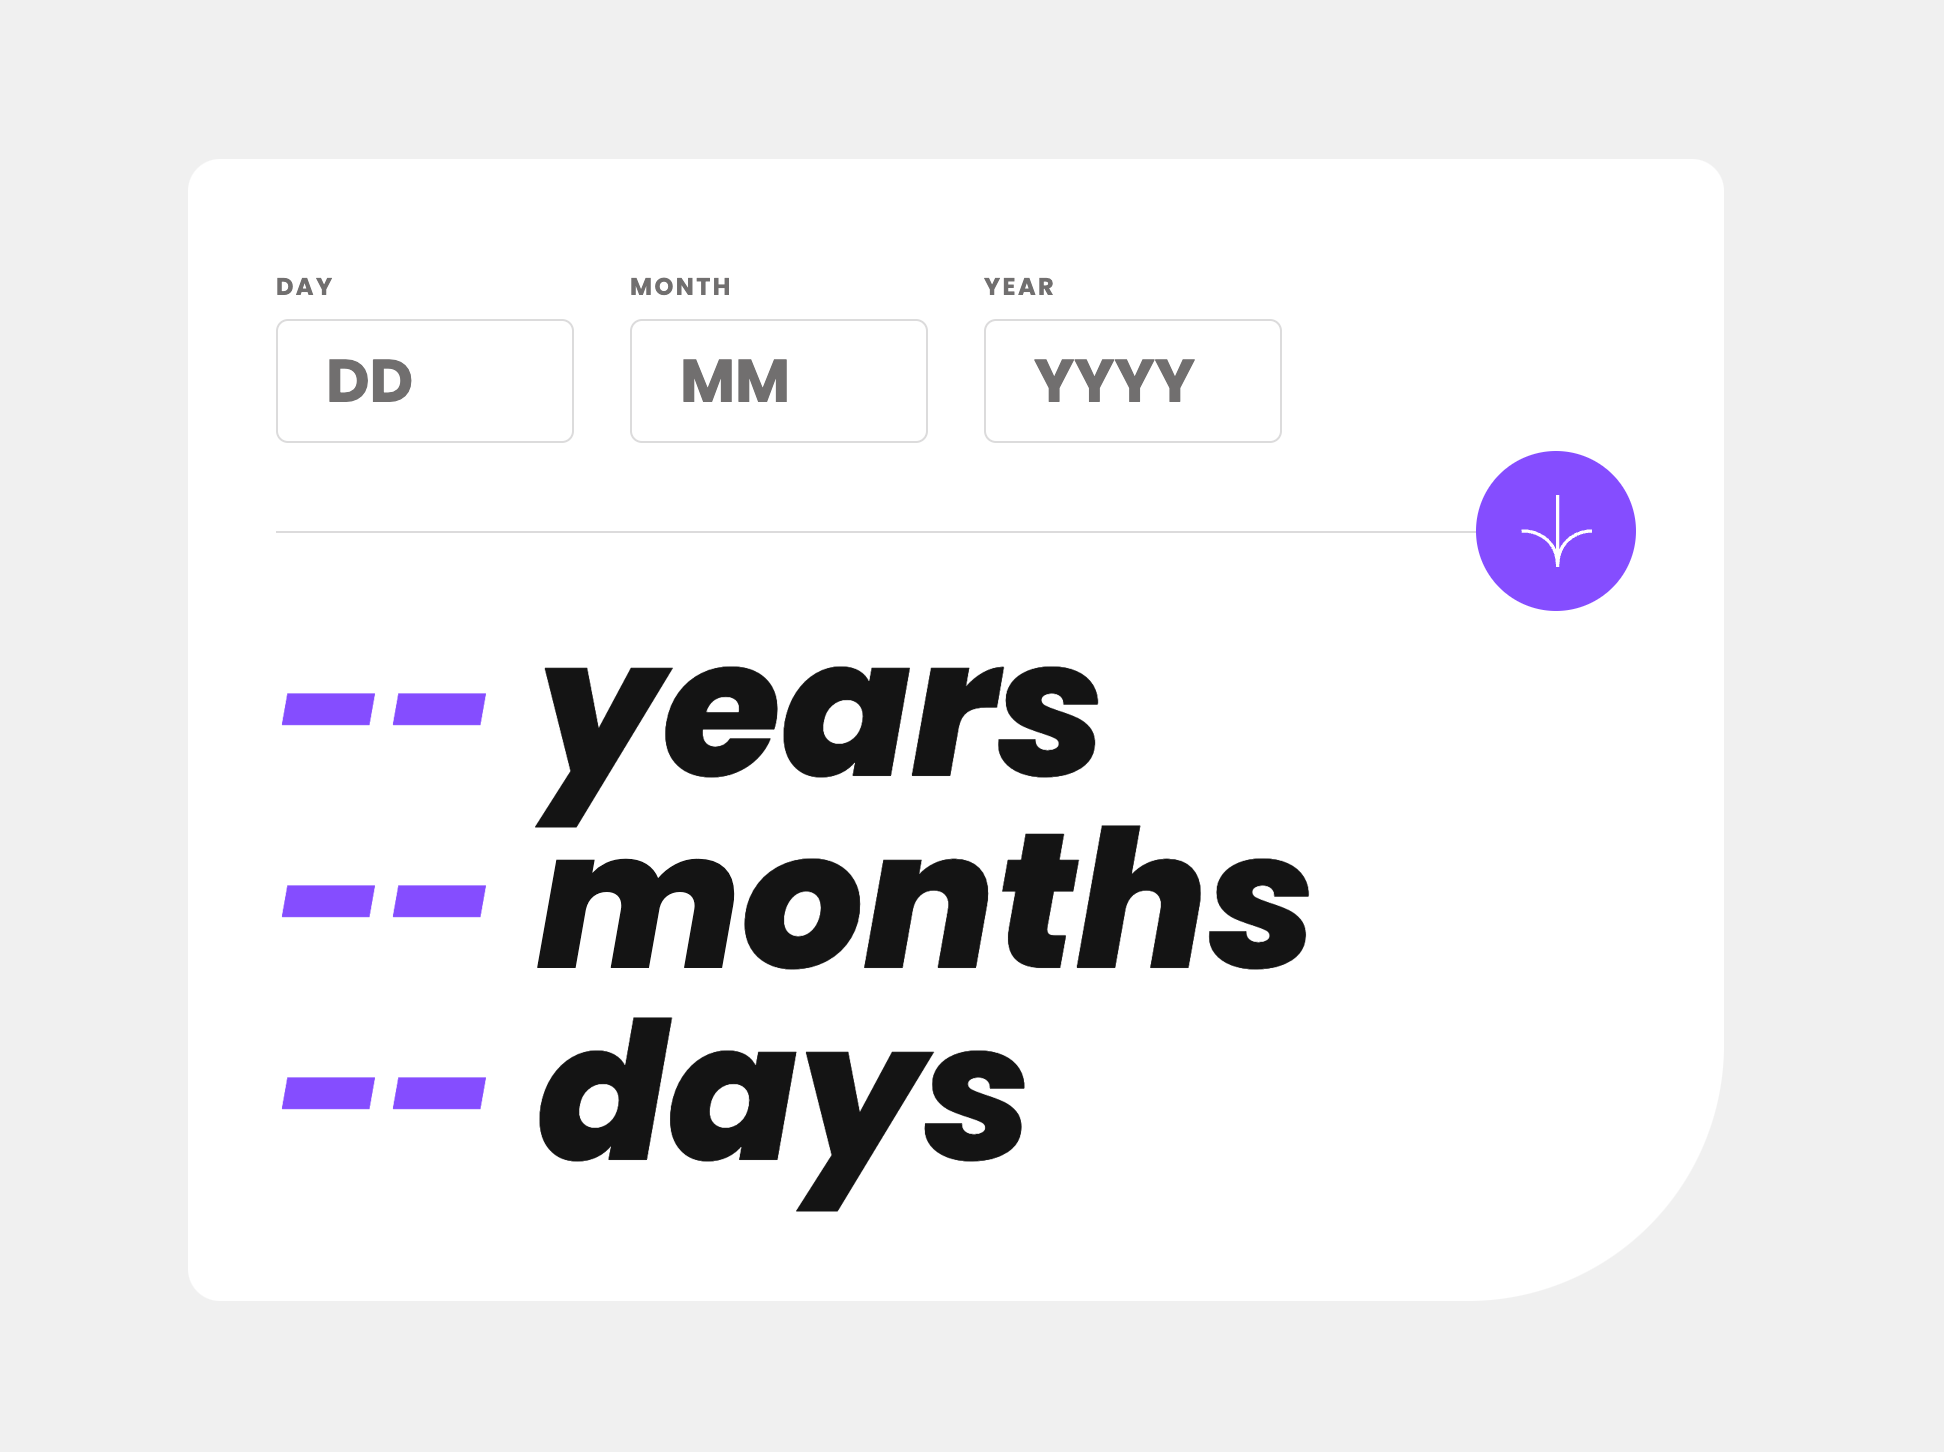 DAY MONTH YEAR
DD MM YYYY
-- years
-- months
-- days